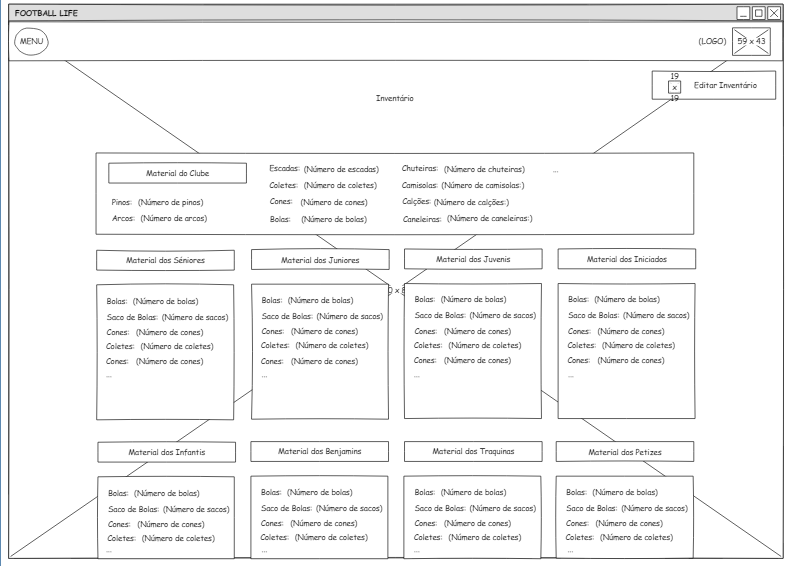 FOOTBALL LIFE
MENU
(LOGO) 59 x 43
19
x
19
Editar Inventário
Inventário
Material do Clube
Pinos: (Número de pinos)
Arcos: (Número de arcos)
Escadas: (Número de escadas)
Coletes: (Número de coletes)
Cones: (Número de cones)
Bolas: (Número de bolas)
Chuteiras: (Número de chuteiras)
Camisolas: (Número de camisolas:)
Calções: (Número de calções:)
Caneleiras: (Número de caneleiras:)
...
Material dos Séniores
Bolas: (Número de bolas)
Saco de Bolas: (Número de sacos)
Cones: (Número de cones)
Coletes: (Número de coletes)
Cones: (Número de cones)
...
Material dos Juniores
Bolas: (Número de bolas)
Saco de Bolas: (Número de sacos)
Cones: (Número de cones)
Coletes: (Número de coletes)
Cones: (Número de cones)
...
Material dos Juvenis
Bolas: (Número de bolas)
Saco de Bolas: (Número de sacos)
Cones: (Número de cones)
Coletes: (Número de coletes)
Cones: (Número de cones)
...
Material dos Iniciados
Bolas: (Número de bolas)
Saco de Bolas: (Número de sacos)
Cones: (Número de cones)
Coletes: (Número de coletes)
Cones: (Número de cones)
...
Material dos Infantis
Bolas: (Número de bolas)
Saco de Bolas: (Número de sacos)
Cones: (Número de cones)
Coletes: (Número de coletes)
...
Material dos Benjamins
Bolas: (Número de bolas)
Saco de Bolas: (Número de sacos)
Cones: (Número de cones)
Coletes: (Número de coletes)
...
Material dos Traquinas
Bolas: (Número de bolas)
Saco de Bolas: (Número de sacos)
Cones: (Número de cones)
Coletes: (Número de coletes)
...
Material dos Petizes
Bolas: (Número de bolas)
Saco de Bolas: (Número de sacos)
Cones: (Número de cones)
Coletes: (Número de coletes)
...